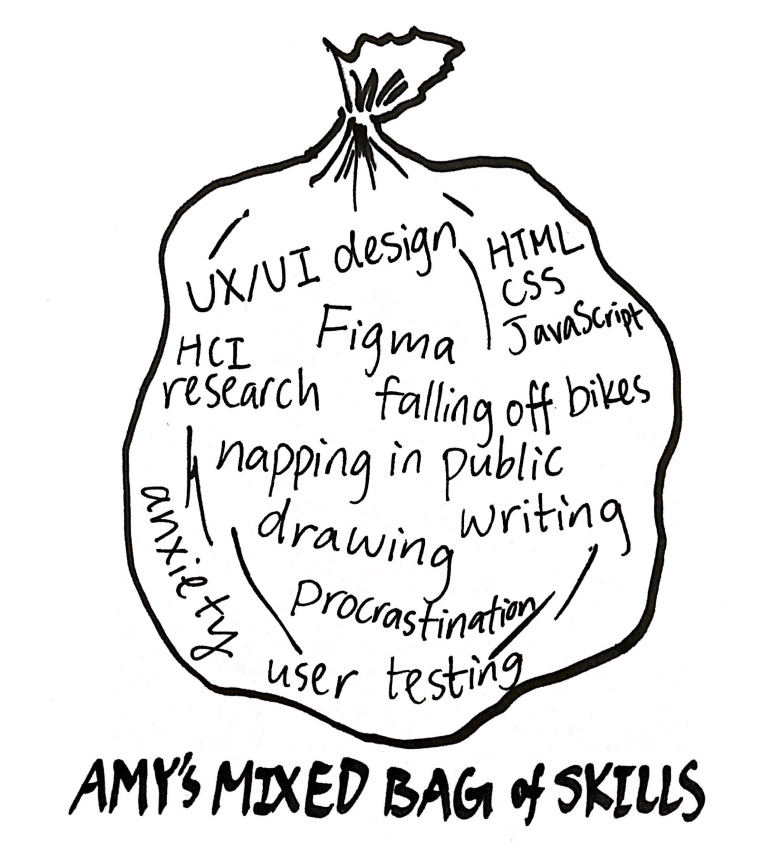 UX/UI design
HTML
CSS
JavaScript
Figma
HCI
research
falling off bikes
napping in public
anxiety
drawing
writing
procrastination
user testing
AMY'S MIXED BAG of SKILLS